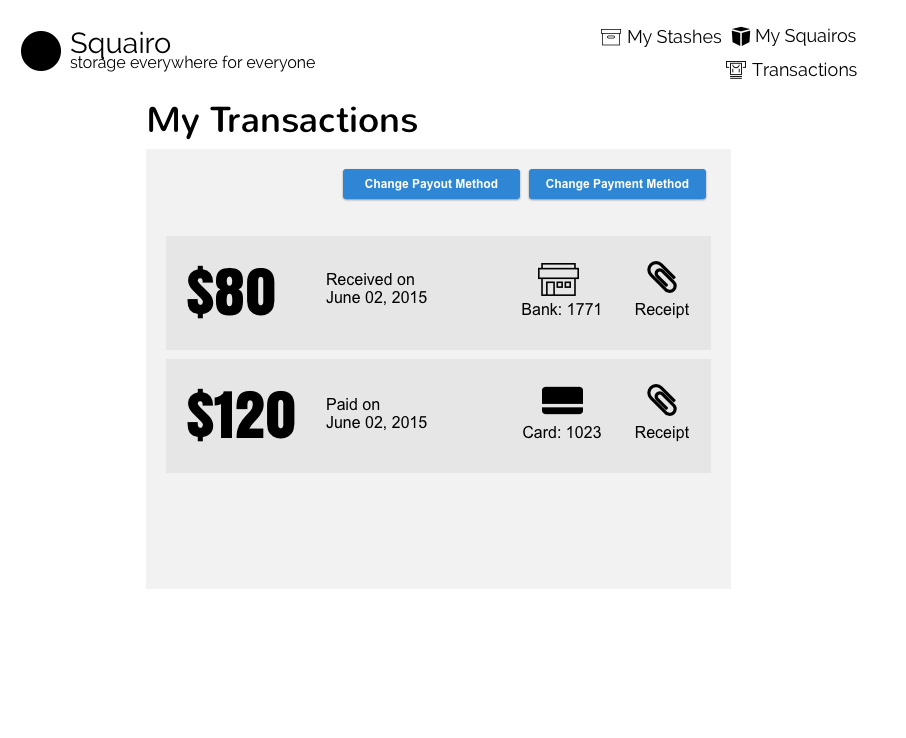 Squairo
storage everywhere for everyone
My Stashes
My Squairos
Transactions
My Transactions
Change Payout Method
Change Payment Method
$80
Received on
June 02, 2015
Bank: 1771
Receipt
$120
Paid on
June 02, 2015
Card: 1023
Receipt